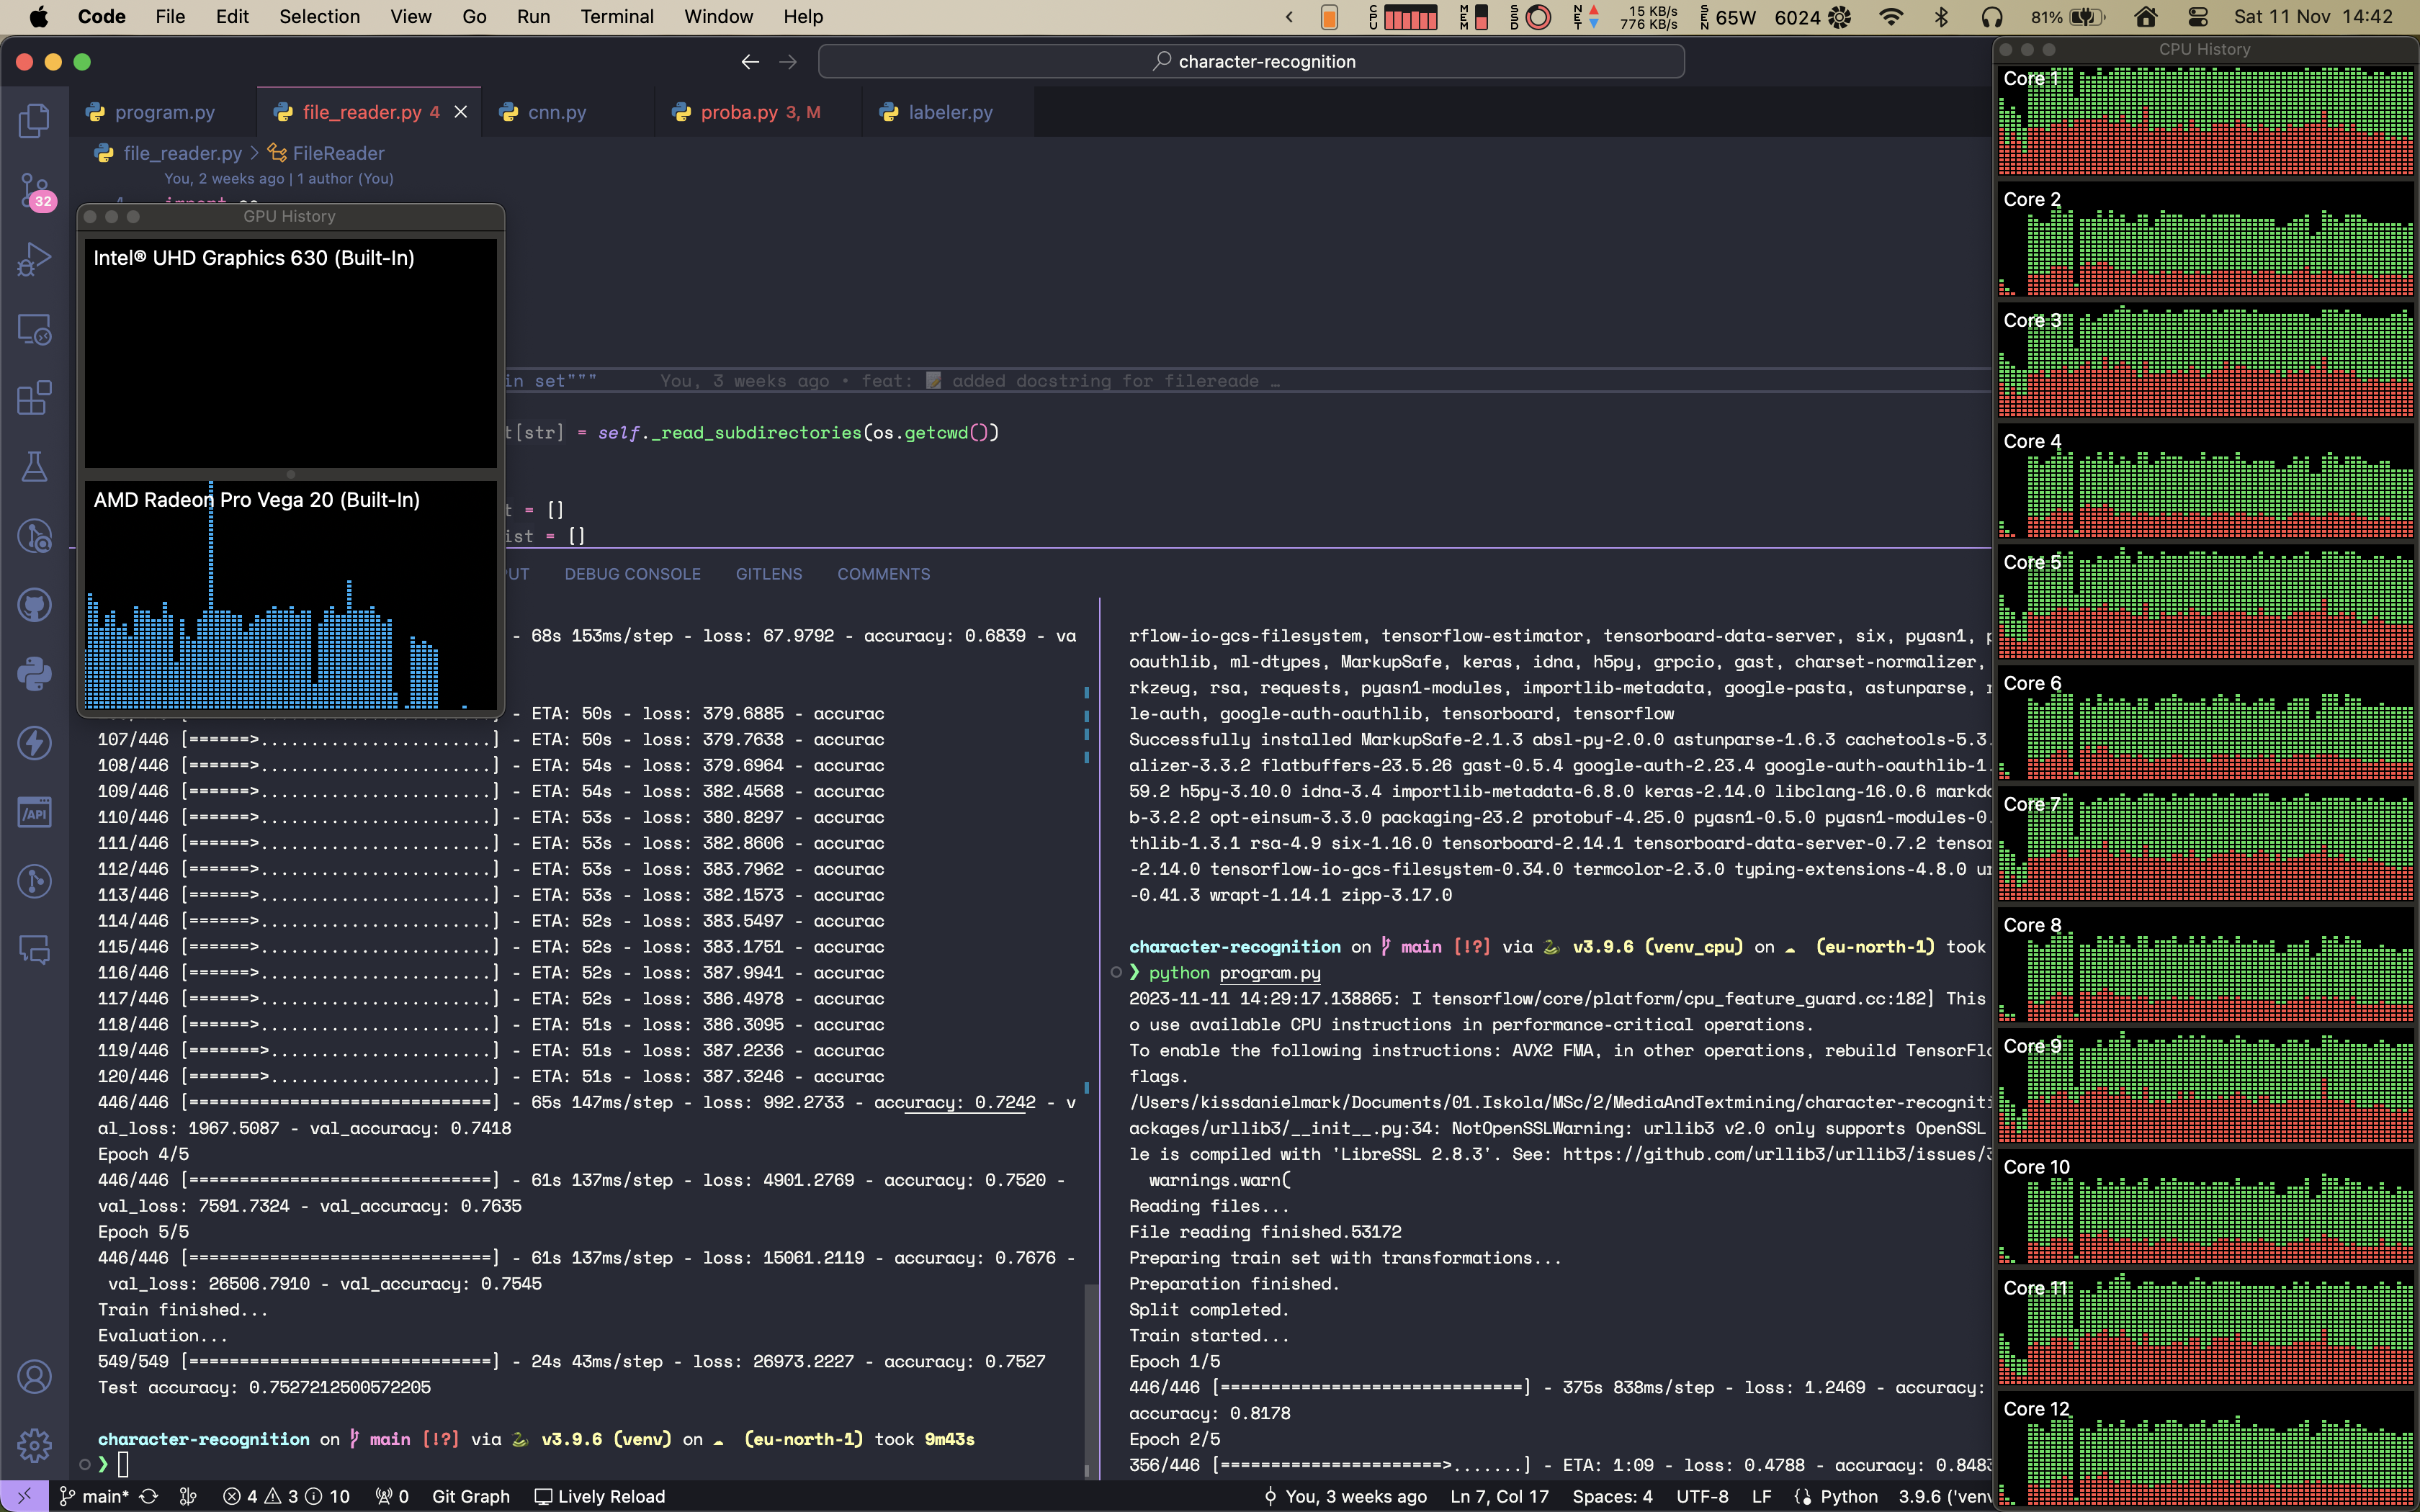 Code File Edit Selection View Go Run Terminal Window Help
CPU MEM SSD NET 15 KB/s 776 KB/s SEN 65W 6024 81% Sat 11 Nov 14:42
character-recognition
program.py file_reader.py 4 cnn.py proba.py 3, M labeler.py
file_reader.py > FileReader
You, 2 weeks ago | 1 author (You)
32
GPU History
Intel® UHD Graphics 630 (Built-In)
AMD Radeon Pro Vega 20 (Built-In)
in set""" You, 3 weeks ago • feat: 📝 added docstring for filereade …
t[str] = self._read_subdirectories(os.getcwd())
t = []
ist = []
PUT DEBUG CONSOLE GITLENS COMMENTS
- 68s 153ms/step - loss: 67.9792 - accuracy: 0.6839 - va
- ETA: 50s - loss: 379.6885 - accurac
107/446 [======>.......................] - ETA: 50s - loss: 379.7638 - accurac
108/446 [======>.......................] - ETA: 54s - loss: 379.6964 - accurac
109/446 [======>.......................] - ETA: 54s - loss: 382.4568 - accurac
110/446 [======>.......................] - ETA: 53s - loss: 380.8297 - accurac
111/446 [======>.......................] - ETA: 53s - loss: 382.8606 - accurac
112/446 [======>.......................] - ETA: 53s - loss: 383.7962 - accurac
113/446 [======>.......................] - ETA: 53s - loss: 382.1573 - accurac
114/446 [======>.......................] - ETA: 52s - loss: 383.5497 - accurac
115/446 [======>.......................] - ETA: 52s - loss: 383.1751 - accurac
116/446 [======>.......................] - ETA: 52s - loss: 387.9941 - accurac
117/446 [======>.......................] - ETA: 52s - loss: 386.4978 - accurac
118/446 [======>.......................] - ETA: 51s - loss: 386.3095 - accurac
119/446 [=======>......................] - ETA: 51s - loss: 387.2236 - accurac
120/446 [=======>......................] - ETA: 51s - loss: 387.3246 - accurac
446/446 [==============================] - 65s 147ms/step - loss: 992.2733 - accuracy: 0.7242 - v
al_loss: 1967.5087 - val_accuracy: 0.7418
Epoch 4/5
446/446 [==============================] - 61s 137ms/step - loss: 4901.2769 - accuracy: 0.7520 -
val_loss: 7591.7324 - val_accuracy: 0.7635
Epoch 5/5
446/446 [==============================] - 61s 137ms/step - loss: 15061.2119 - accuracy: 0.7676 -
val_loss: 26506.7910 - val_accuracy: 0.7545
Train finished...
Evaluation...
549/549 [==============================] - 24s 43ms/step - loss: 26973.2227 - accuracy: 0.7527
Test accuracy: 0.7527212500572205
character-recognition on main [!?] via 🐍 v3.9.6 (venv) on ☁ (eu-north-1) took 9m43s
❯
rflow-io-gcs-filesystem, tensorflow-estimator, tensorboard-data-server, six, pyasn1, p
oauthlib, ml-dtypes, MarkupSafe, keras, idna, h5py, grpcio, gast, charset-normalizer,
rkzeug, rsa, requests, pyasn1-modules, importlib-metadata, google-pasta, astunparse, r
le-auth, google-auth-oauthlib, tensorboard, tensorflow
Successfully installed MarkupSafe-2.1.3 absl-py-2.0.0 astunparse-1.6.3 cachetools-5.3.
alizer-3.3.2 flatbuffers-23.5.26 gast-0.5.4 google-auth-2.23.4 google-auth-oauthlib-1.
59.2 h5py-3.10.0 idna-3.4 importlib-metadata-6.8.0 keras-2.14.0 libclang-16.0.6 markdo
b-3.2.2 opt-einsum-3.3.0 packaging-23.2 protobuf-4.25.0 pyasn1-0.5.0 pyasn1-modules-0.
thlib-1.3.1 rsa-4.9 six-1.16.0 tensorboard-2.14.1 tensorboard-data-server-0.7.2 tensor
-2.14.0 tensorflow-io-gcs-filesystem-0.34.0 termcolor-2.3.0 typing-extensions-4.8.0 ur
-0.41.3 wrapt-1.14.1 zipp-3.17.0
character-recognition on main [!?] via 🐍 v3.9.6 (venv_cpu) on ☁ (eu-north-1) took
❯ python program.py
2023-11-11 14:29:17.138865: I tensorflow/core/platform/cpu_feature_guard.cc:182] This
o use available CPU instructions in performance-critical operations.
To enable the following instructions: AVX2 FMA, in other operations, rebuild TensorFlo
flags.
/Users/kissdanielmark/Documents/01.Iskola/MSc/2/MediaAndTextmining/character-recogniti
ackages/urllib3/__init__.py:34: NotOpenSSLWarning: urllib3 v2.0 only supports OpenSSL
le is compiled with 'LibreSSL 2.8.3'. See: https://github.com/urllib3/urllib3/issues/3
warnings.warn(
Reading files...
File reading finished.53172
Preparing train set with transformations...
Preparation finished.
Split completed.
Train started...
Epoch 1/5
446/446 [==============================] - 375s 838ms/step - loss: 1.2469 - accuracy:
accuracy: 0.8178
Epoch 2/5
356/446 [======================>.......] - ETA: 1:09 - loss: 0.4788 - accuracy: 0.8483
CPU History
Core 1
Core 2
Core 3
Core 4
Core 5
Core 6
Core 7
Core 8
Core 9
Core 10
Core 11
Core 12
main* 4 3 10 0 Git Graph Lively Reload You, 3 weeks ago Ln 7, Col 17 Spaces: 4 UTF-8 LF Python 3.9.6 ('venv